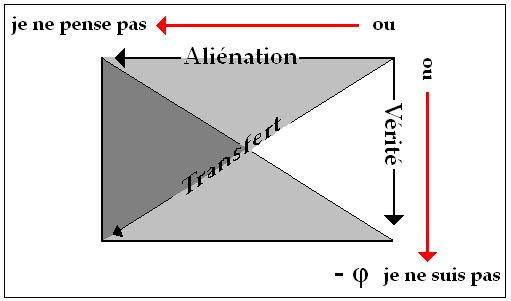 je ne pense pas ou
Aliénation
ou
Vérité
Transfert
- φ je ne suis pas